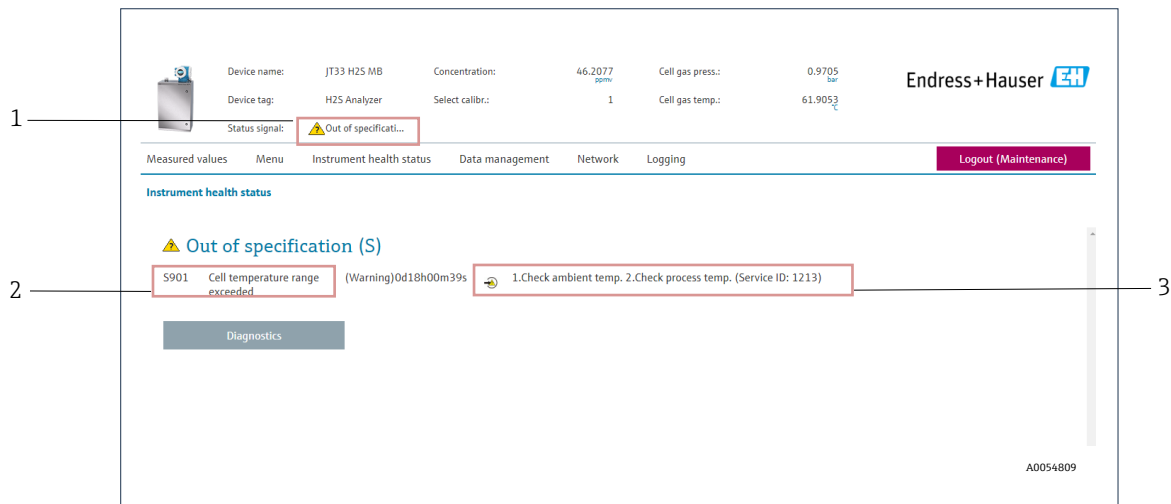 Device name: JT33 H2S MB Concentration: 46.2077 ppmv Cell gas press.: 0.9705 bar
Endress+Hauser EH
Device tag: H2S Analyzer Select calibr.: 1 Cell gas temp.: 61.9053 °C
1
Status signal: Out of specificati...
Measured values Menu Instrument health status Data management Network Logging Logout (Maintenance)
Instrument health status
Out of specification (S)
2
S901 Cell temperature range exceeded (Warning)0d18h00m39s 1.Check ambient temp. 2.Check process temp. (Service ID: 1213)
3
Diagnostics
A0054809